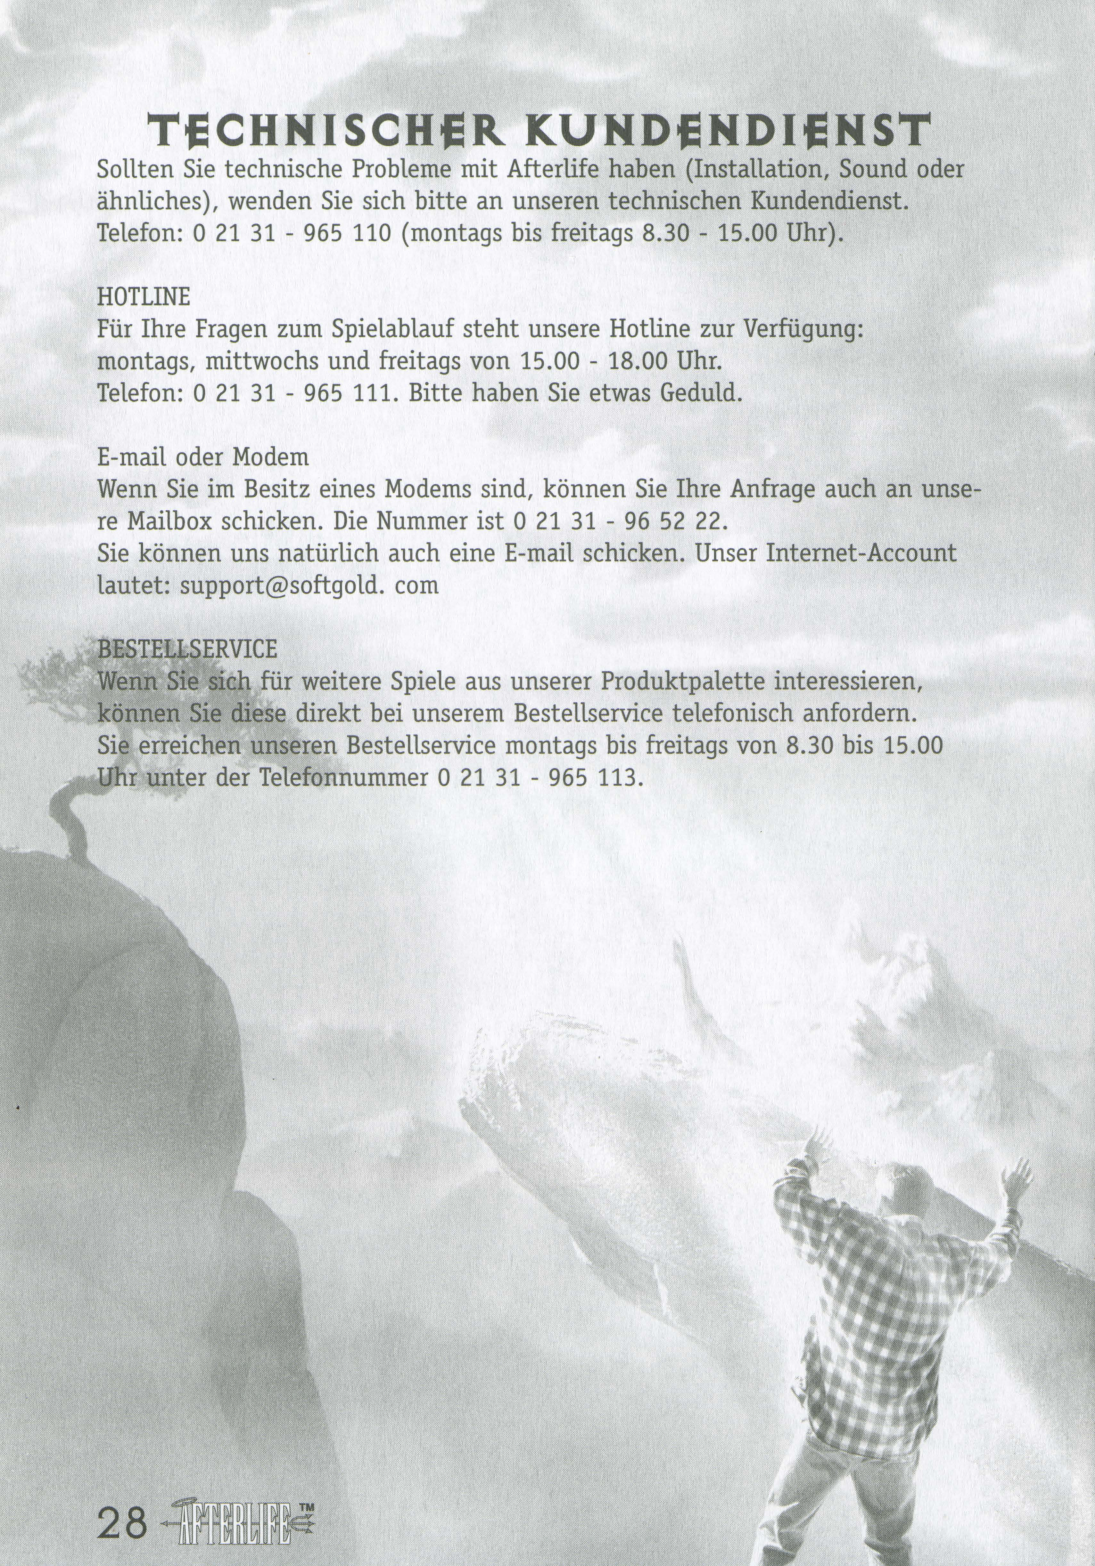 TECHNISCHER KUNDENDIENST
Sollten Sie technische Probleme mit Afterlife haben (Installation, Sound oder
ähnliches), wenden Sie sich bitte an unseren technischen Kundendienst.
Telefon: 0 21 31 - 965 110 (montags bis freitags 8.30 - 15.00 Uhr).
HOTLINE
Für Ihre Fragen zum Spielablauf steht unsere Hotline zur Verfügung:
montags, mittwochs und freitags von 15.00 - 18.00 Uhr.
Telefon: 0 21 31 - 965 111. Bitte haben Sie etwas Geduld.
E-mail oder Modem
Wenn Sie im Besitz eines Modems sind, können Sie Ihre Anfrage auch an unse-
re Mailbox schicken. Die Nummer ist 0 21 31 - 96 52 22.
Sie können uns natürlich auch eine E-mail schicken. Unser Internet-Account
lautet: support@softgold. com
BESTELLSERVICE
Wenn Sie sich für weitere Spiele aus unserer Produktpalette interessieren,
können Sie diese direkt bei unserem Bestellservice telefonisch anfordern.
Sie erreichen unseren Bestellservice montags bis freitags von 8.30 bis 15.00
Uhr unter der Telefonnummer 0 21 31 - 965 113.
28 AFTERLIFE™